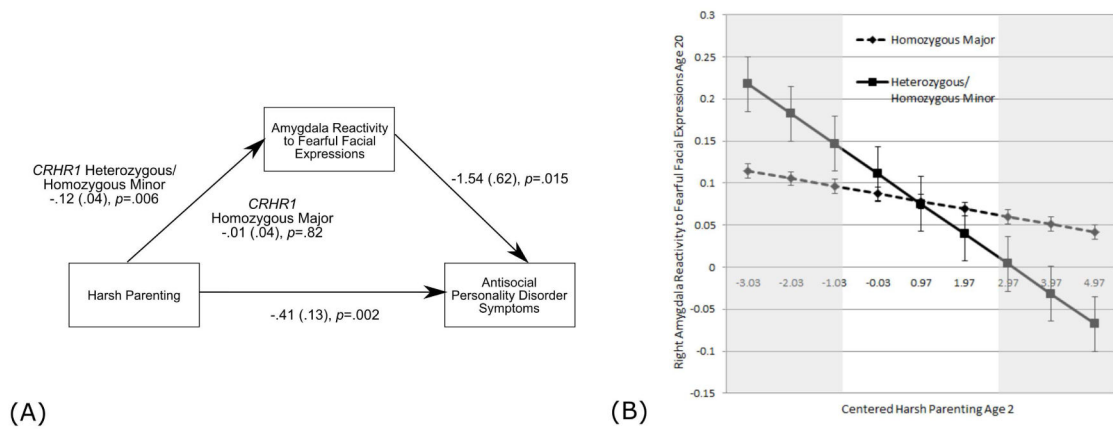 Amygdala Reactivity
to Fearful Facial
Expressions
CRHR1 Heterozygous/
Homozygous Minor
-.12 (.04), p=.006
CRHR1
Homozygous Major
-.01 (.04), p=.82
-1.54 (.62), p=.015
Harsh Parenting
Antisocial
Personality Disorder
Symptoms
-.41 (.13), p=.002
(A)
Right Amygdala Reactivity to Fearful Facial Expressions Age 20
0.3
0.25
0.2
0.15
0.1
0.05
0
-0.05
-0.1
-0.15
Homozygous Major
Heterozygous/
Homozygous Minor
-3.03 -2.03 -1.03 -0.03 0.97 1.97 2.97 3.97 4.97
Centered Harsh Parenting Age 2
(B)